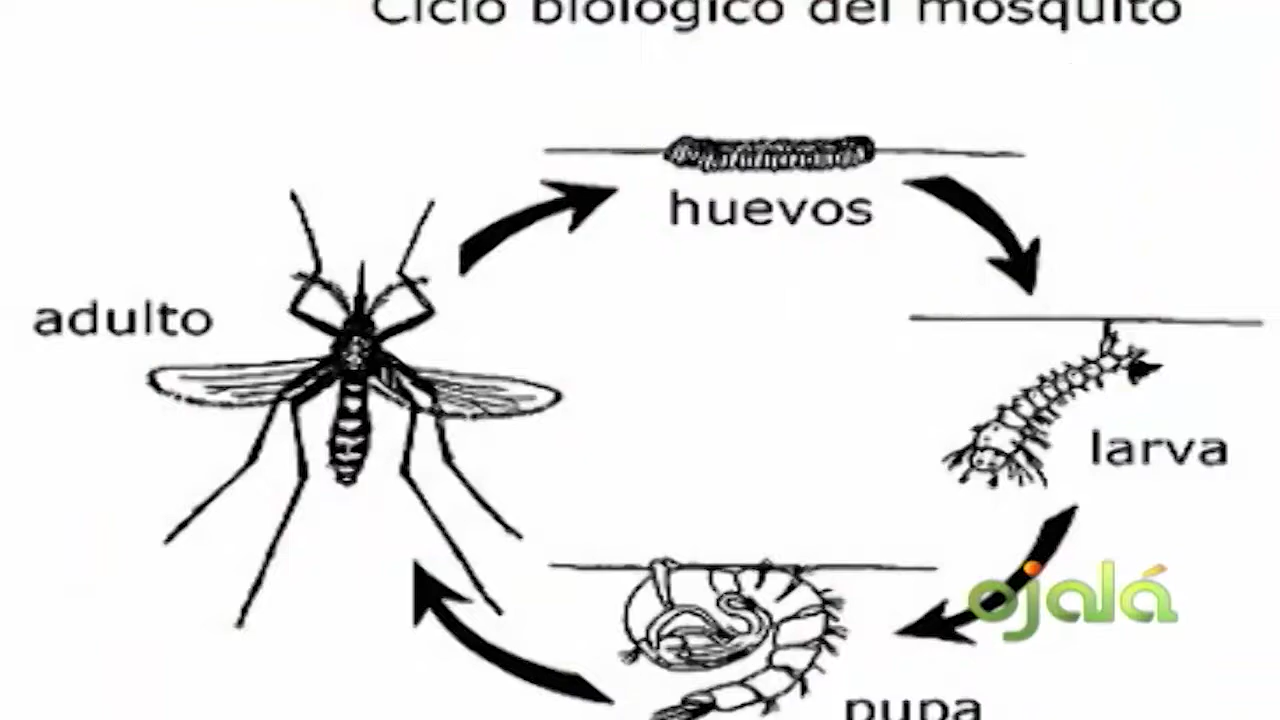 Ciclo biológico del mosquito
huevos
adulto
larva
ojalá
pupa